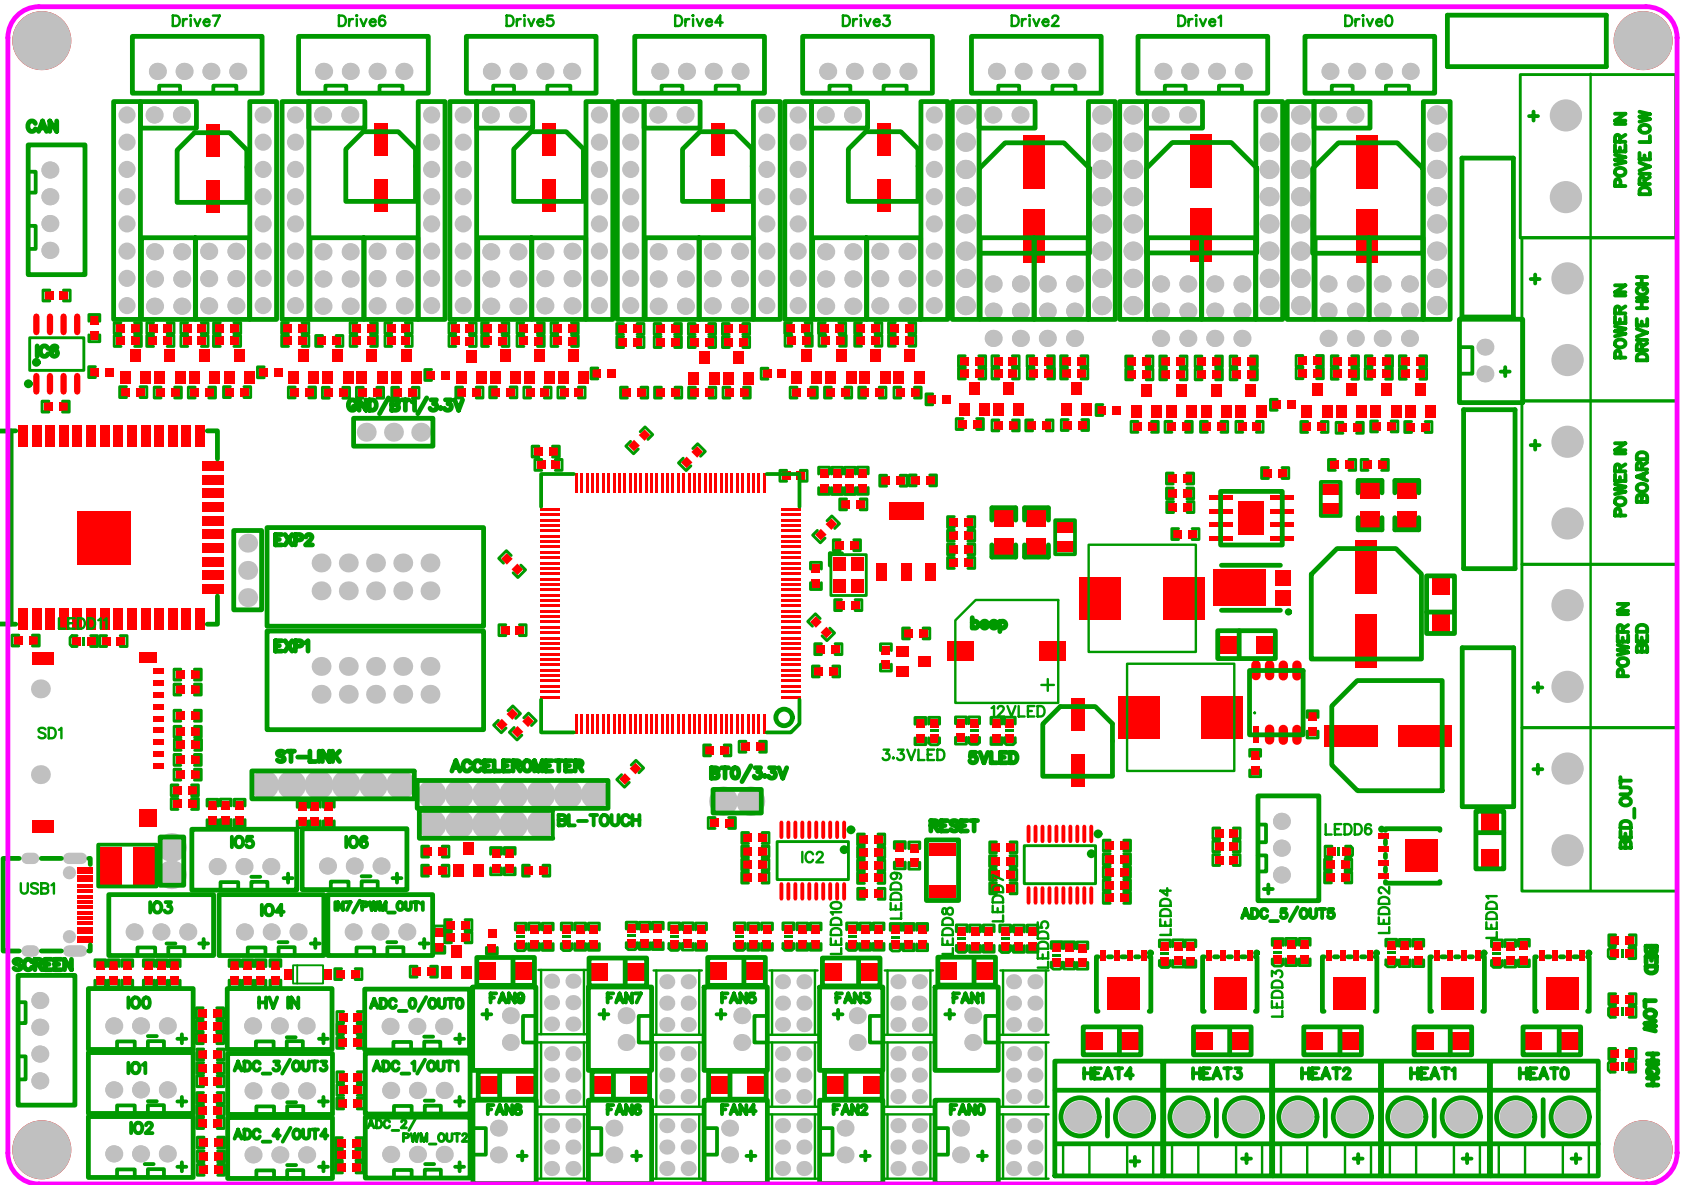 Drive7
Drive6
Drive5
Drive4
Drive3
Drive2
Drive1
Drive0
CAN
POWER IN
DRIVE LOW
POWER IN
DRIVE HIGH
IC6
GND/BT1/3.3V
POWER IN
BOARD
EXP2
EXP1
beep
POWER IN
BED
12VLED
SD1
3.3VLED
5VLED
ST-LINK
ACCELEROMETER
BT0/3.3V
BL-TOUCH
RESET
LEDD6
BED_OUT
IO5
IO6
IC2
USB1
IO3
IO4
IN7/PWM_OUT1
LEDD10
LEDD9
LEDD8
LEDD7
LEDD5
LEDD4
ADC_5/OUT5
LEDD2
LEDD1
LEDD3
SCREEN
BED
LOW
HIGH
IO0
HV IN
ADC_0/OUT0
FAN9
FAN7
FAN5
FAN3
FAN1
IO1
ADC_3/OUT3
ADC_1/OUT1
HEAT4
HEAT3
HEAT2
HEAT1
HEAT0
FAN8
FAN6
FAN4
FAN2
FAN0
IO2
ADC_4/OUT4
ADC_2/
PWM_OUT2